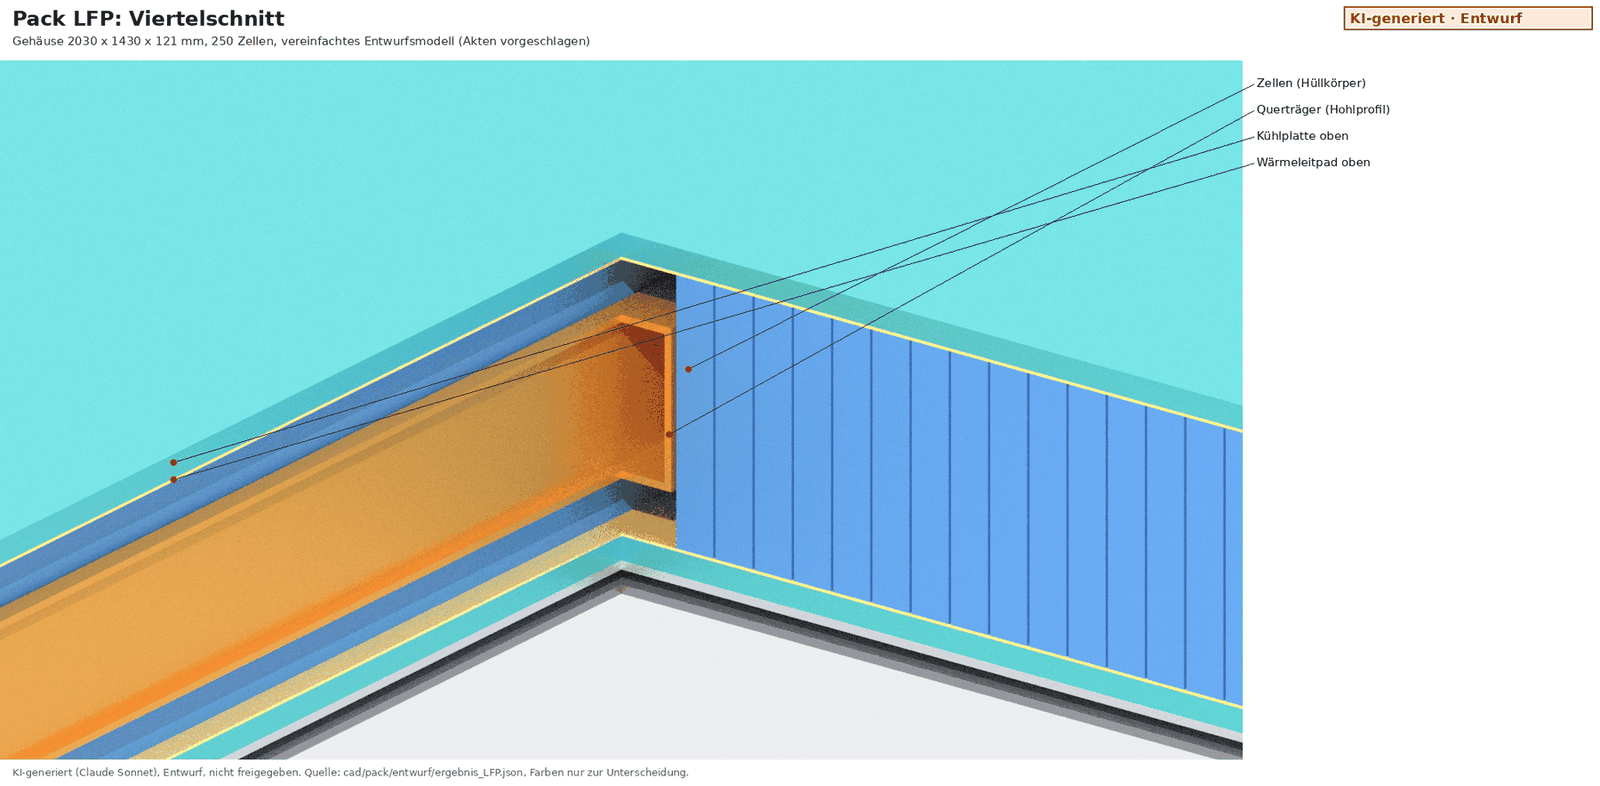 Pack LFP: Viertelschnitt
KI-generiert · Entwurf
Gehäuse 2030 x 1430 x 121 mm, 250 Zellen, vereinfachtes Entwurfsmodell (Akten vorgeschlagen)
Zellen (Hüllkörper)
Querträger (Hohlprofil)
Kühlplatte oben
Wärmeleitpad oben
KI-generiert (Claude Sonnet), Entwurf, nicht freigegeben. Quelle: cad/pack/entwurf/ergebnis_LFP.json, Farben nur zur Unterscheidung.